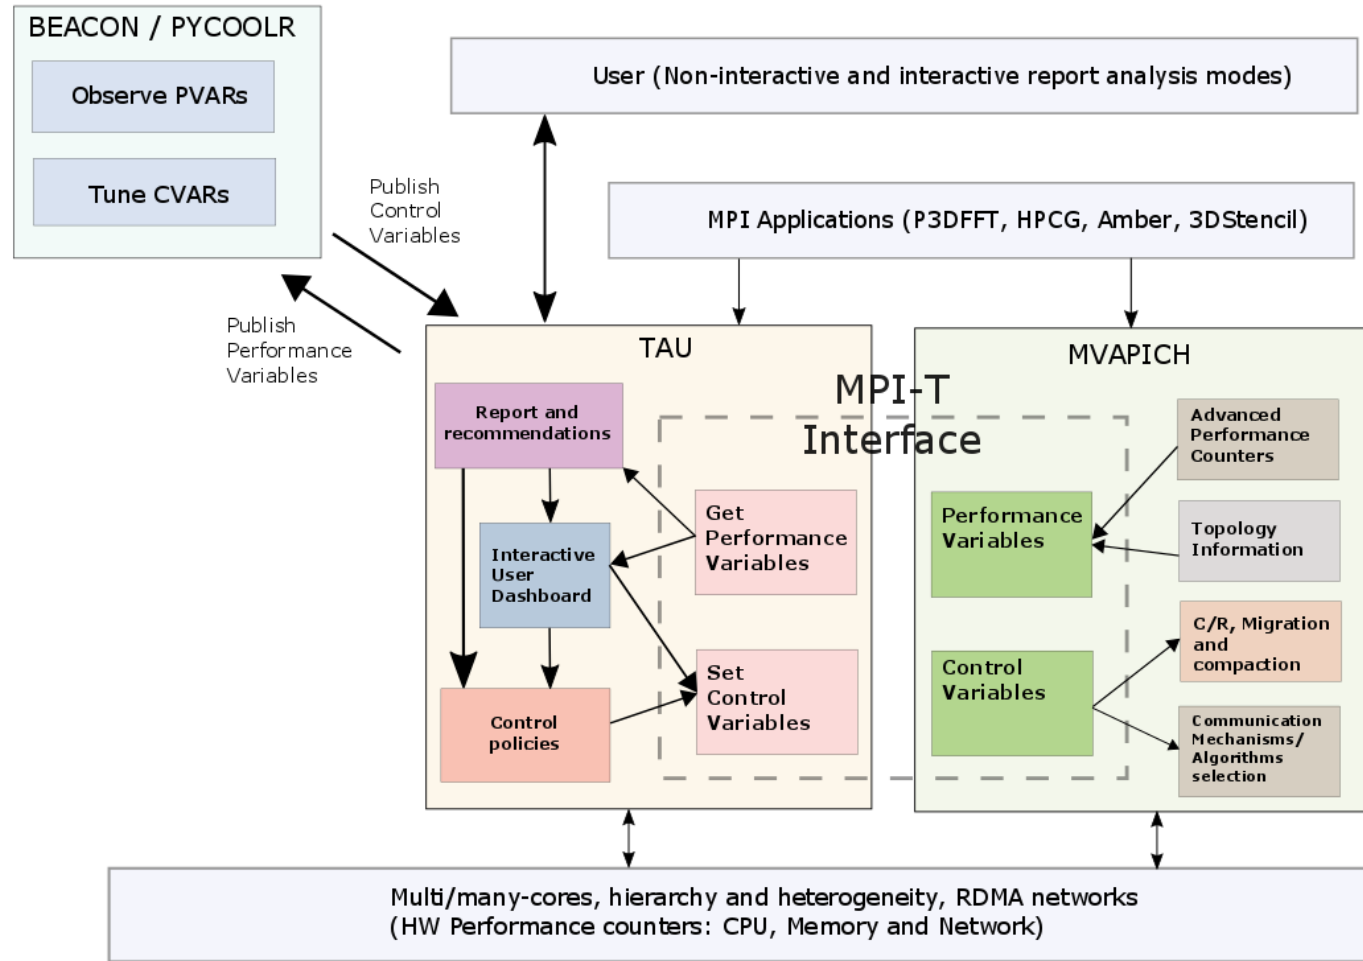 BEACON / PYCOOLR
Observe PVARs
Tune CVARs
User (Non-interactive and interactive report analysis modes)
Publish
Control
Variables
MPI Applications (P3DFFT, HPCG, Amber, 3DStencil)
Publish
Performance
Variables
TAU
MVAPICH
MPI-T
Interface
Report and
recommendations
Get
Performance
Variables
Interactive
User
Dashboard
Set
Control
Variables
Control
policies
Performance
Variables
Control
Variables
Advanced
Performance
Counters
Topology
Information
C/R, Migration
and
compaction
Communication
Mechanisms/
Algorithms
selection
Multi/many-cores, hierarchy and heterogeneity, RDMA networks
(HW Performance counters: CPU, Memory and Network)